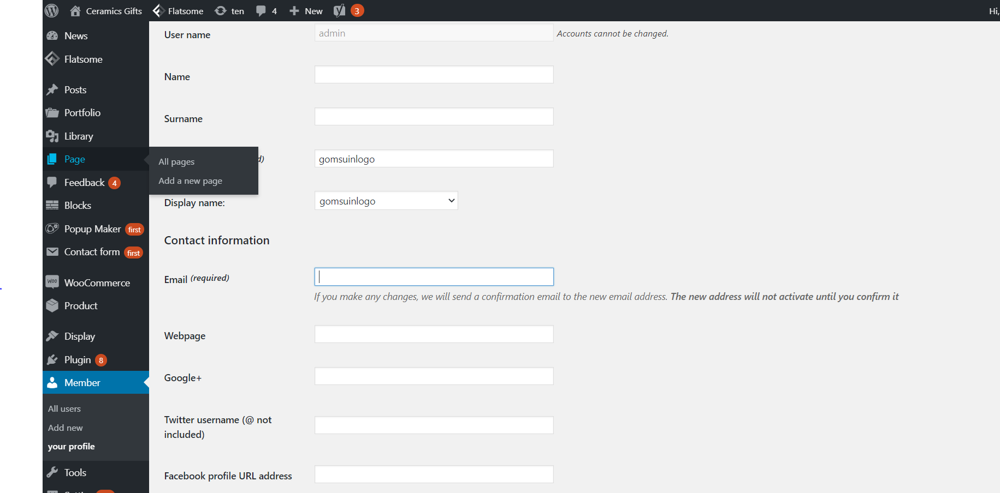 Ceramics Gifts Flatsome ten 4 New 3 Hi,
News
Flatsome
Posts
Portfolio
Library
Page
All pages
Add a new page
Feedback 4
Blocks
Popup Maker first
Contact form first
WOO WooCommerce
Product
Display
Plugin 8
Member
All users
Add new
your profile
Tools
User name admin Accounts cannot be changed.
Name
Surname
d) gomsuinlogo
Display name: gomsuinlogo
Contact information
Email (required)
If you make any changes, we will send a confirmation email to the new email address. The new address will not activate until you confirm it
Webpage
Google+
Twitter username (@ not
included)
Facebook profile URL address